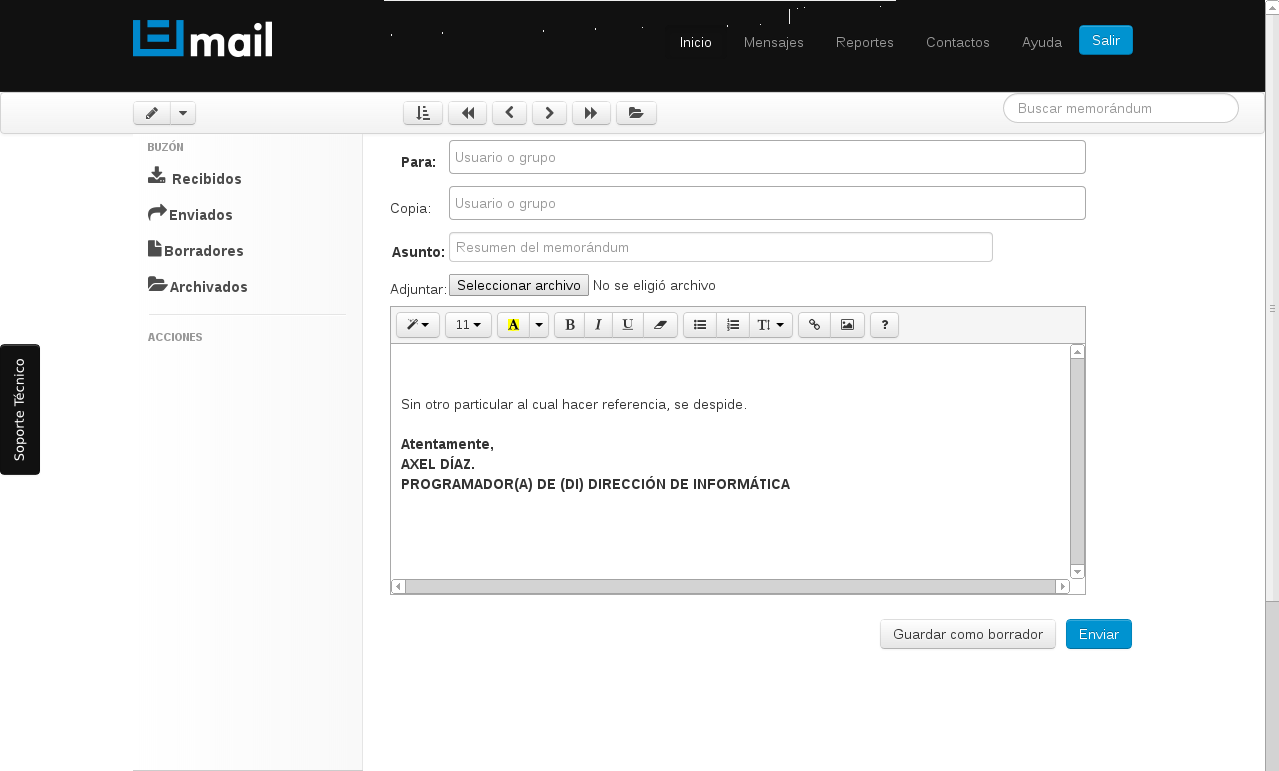 mail
Inicio Mensajes Reportes Contactos Ayuda Salir
Buscar memorándum
BUZÓN
Recibidos
Enviados
Borradores
Archivados
ACCIONES
Soporte Técnico
Para: Usuario o grupo
Copia: Usuario o grupo
Asunto: Resumen del memorándum
Adjuntar: Seleccionar archivo No se eligió archivo
11 A B I U T! ?
Sin otro particular al cual hacer referencia, se despide.
Atentamente,
AXEL DÍAZ.
PROGRAMADOR(A) DE (DI) DIRECCIÓN DE INFORMÁTICA
Guardar como borrador Enviar